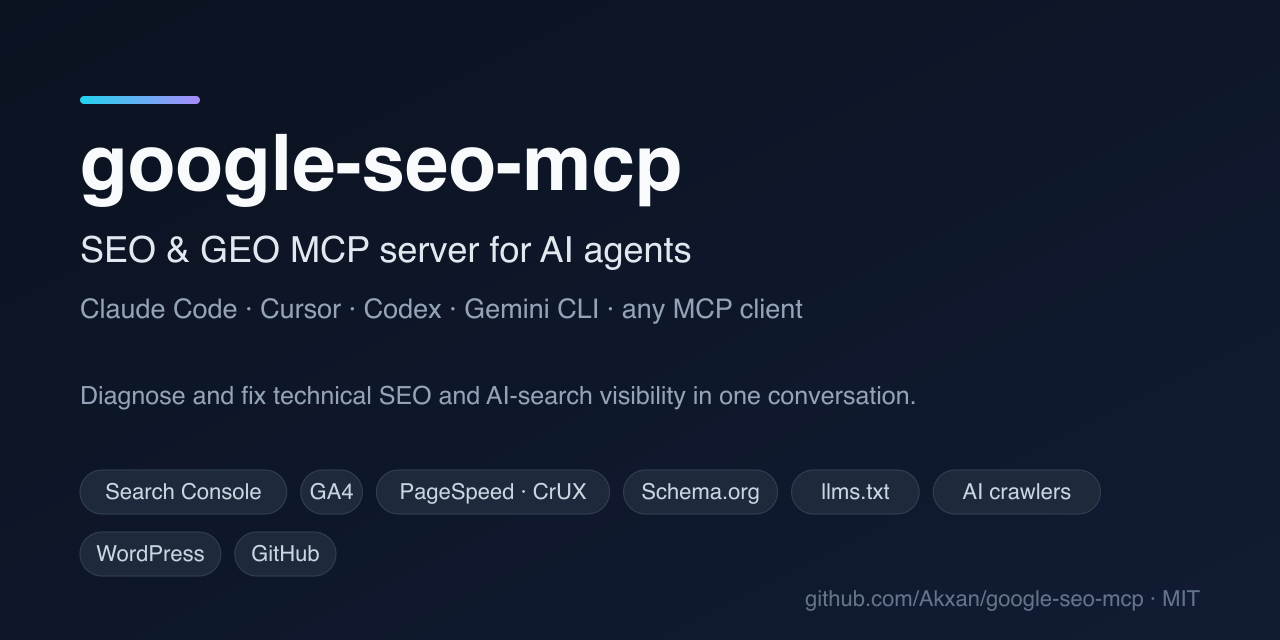 google-seo-mcp
SEO & GEO MCP server for AI agents
Claude Code · Cursor · Codex · Gemini CLI · any MCP client
Diagnose and fix technical SEO and AI-search visibility in one conversation.
Search Console GA4 PageSpeed · CrUX Schema.org llms.txt AI crawlers
WordPress GitHub
github.com/Akxan/google-seo-mcp · MIT